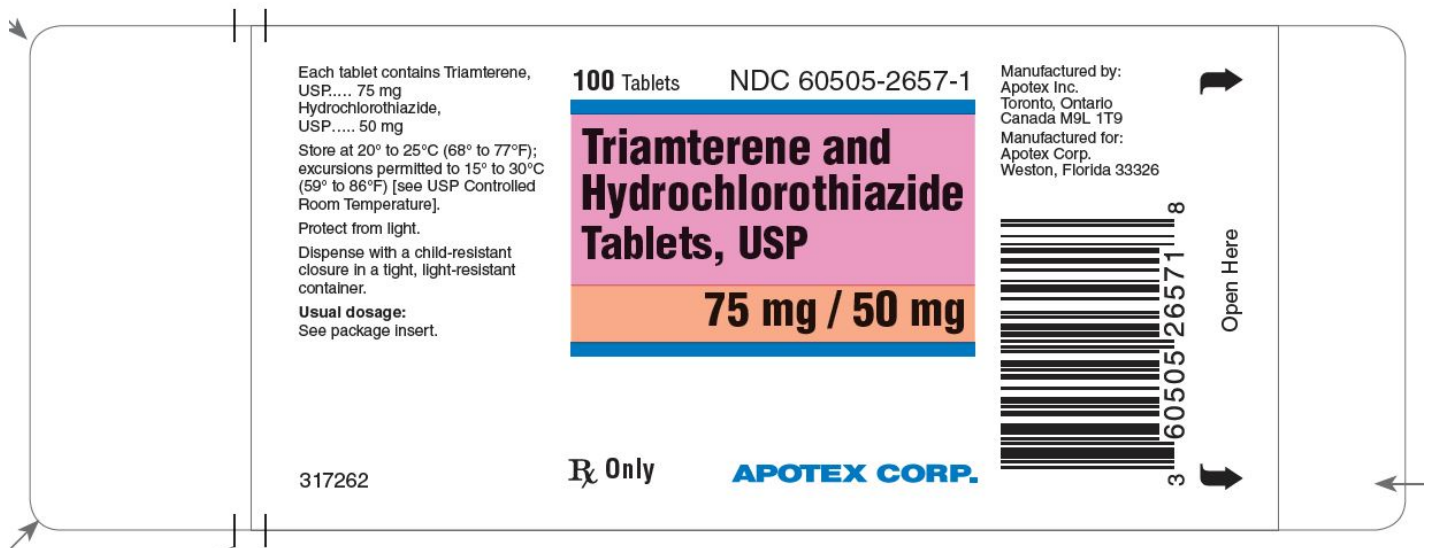 Each tablet contains Triamterene,
USP..... 75 mg
Hydrochlorothiazide,
USP..... 50 mg
Store at 20° to 25°C (68° to 77°F);
excursions permitted to 15° to 30°C
(59° to 86°F) [see USP Controlled
Room Temperature].
Protect from light.
Dispense with a child-resistant
closure in a tight, light-resistant
container.
Usual dosage:
See package insert.
317262
100 Tablets NDC 60505-2657-1
Triamterene and
Hydrochlorothiazide
Tablets, USP
75 mg / 50 mg
Rx Only APOTEX CORP.
Manufactured by:
Apotex Inc.
Toronto, Ontario
Canada M9L 1T9
Manufactured for:
Apotex Corp.
Weston, Florida 33326
3 60505 26571 8
Open Here